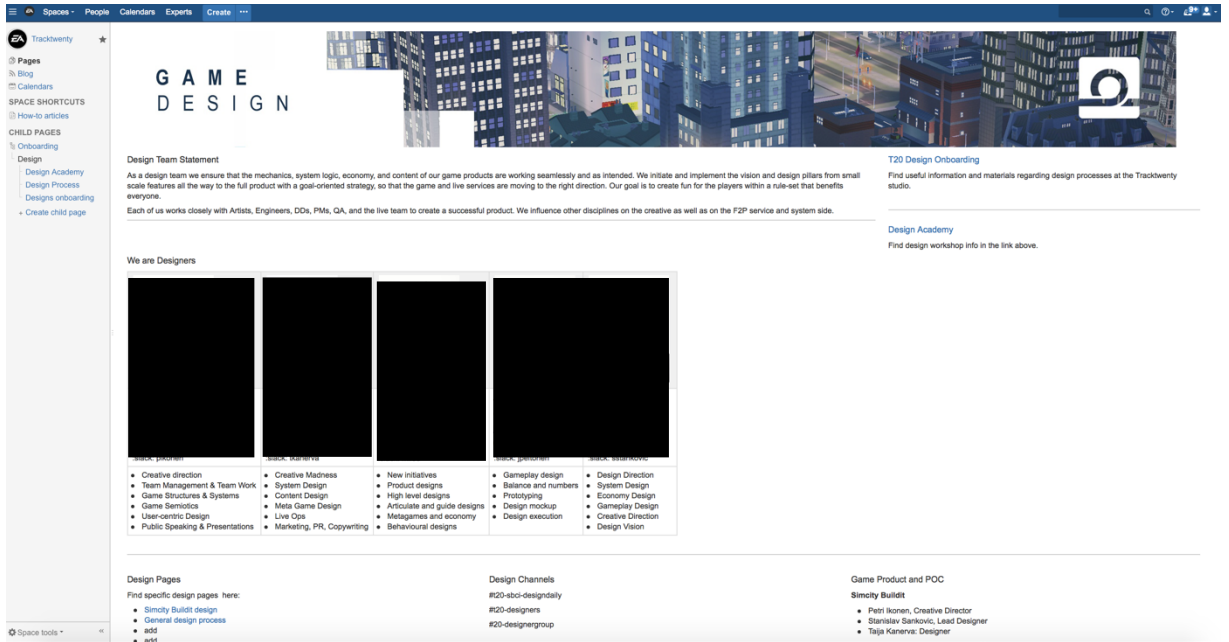 Spaces People Calendars Experts Create ···
9+
EA Tracktwenty
Pages
Blog
Calendars
SPACE SHORTCUTS
How-to articles
CHILD PAGES
Onboarding
Design
Design Academy
Design Process
Designs onboarding
+ Create child page
Space tools
GAME
DESIGN
Design Team Statement
As a design team we ensure that the mechanics, system logic, economy, and content of our game products are working seamlessly and as intended. We initiate and implement the vision and design pillars from small
scale features all the way to the full product with a goal-oriented strategy, so that the game and live services are moving to the right direction. Our goal is to create fun for the players within a rule-set that benefits
everyone.
Each of us works closely with Artists, Engineers, DDs, PMs, QA, and the live team to create a successful product. We influence other disciplines on the creative as well as on the F2P service and system side.
T20 Design Onboarding
Find useful information and materials regarding design processes at the Tracktwenty
studio.
Design Academy
Find design workshop info in the link above.
We are Designers
• Creative direction
• Team Management & Team Work
• Game Structures & Systems
• Game Semiotics
• User-centric Design
• Public Speaking & Presentations
• Creative Madness
• System Design
• Content Design
• Meta Game Design
• Live Ops
• Marketing, PR, Copywriting
• New initiatives
• Product designs
• High level designs
• Articulate and guide designs
• Metagames and economy
• Behavioural designs
• Gameplay design
• Balance and numbers
• Prototyping
• Design mockup
• Design execution
• Design Direction
• System Design
• Economy Design
• Gameplay Design
• Creative Direction
• Design Vision
Design Pages
Find specific design pages here:
• Simcity Buildit design
• General design process
• add
• add
Design Channels
#t20-sbci-designdaily
#t20-designers
#20-designergroup
Game Product and POC
Simcity Buildit
• Petri Ikonen, Creative Director
• Stanislav Sankovic, Lead Designer
• Taija Kanerva: Designer